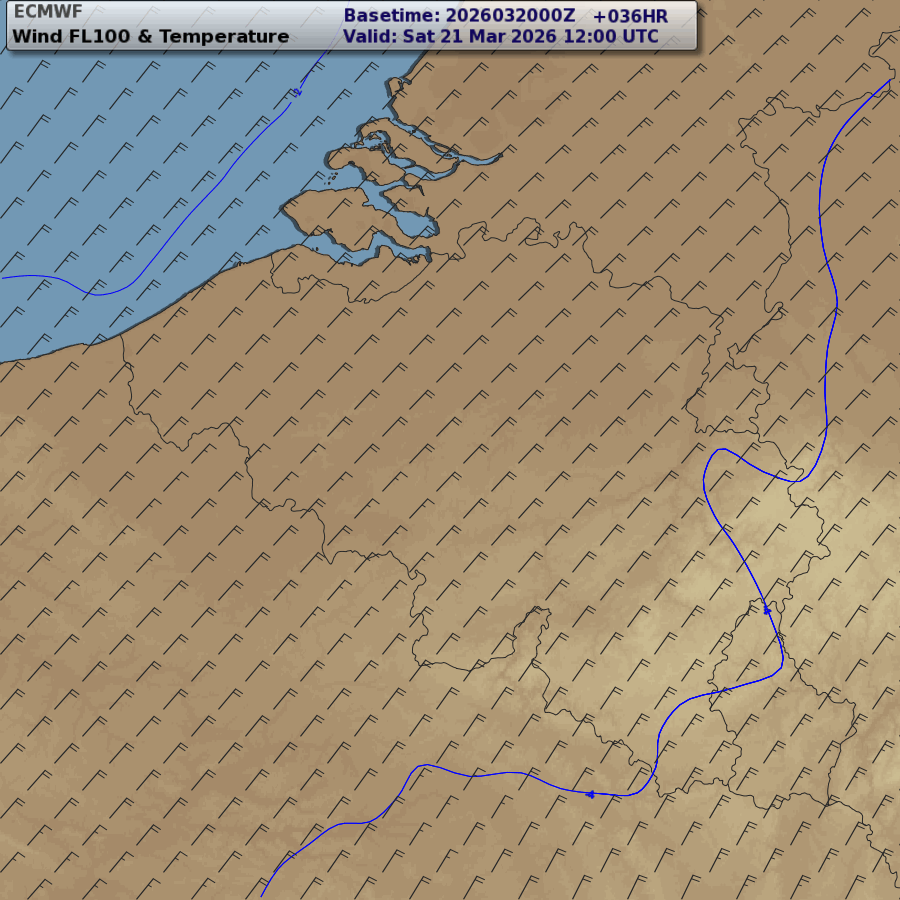 ECMWF
Wind FL100 & Temperature
Basetime: 2026032000Z +036HR
Valid: Sat 21 Mar 2026 12:00 UTC